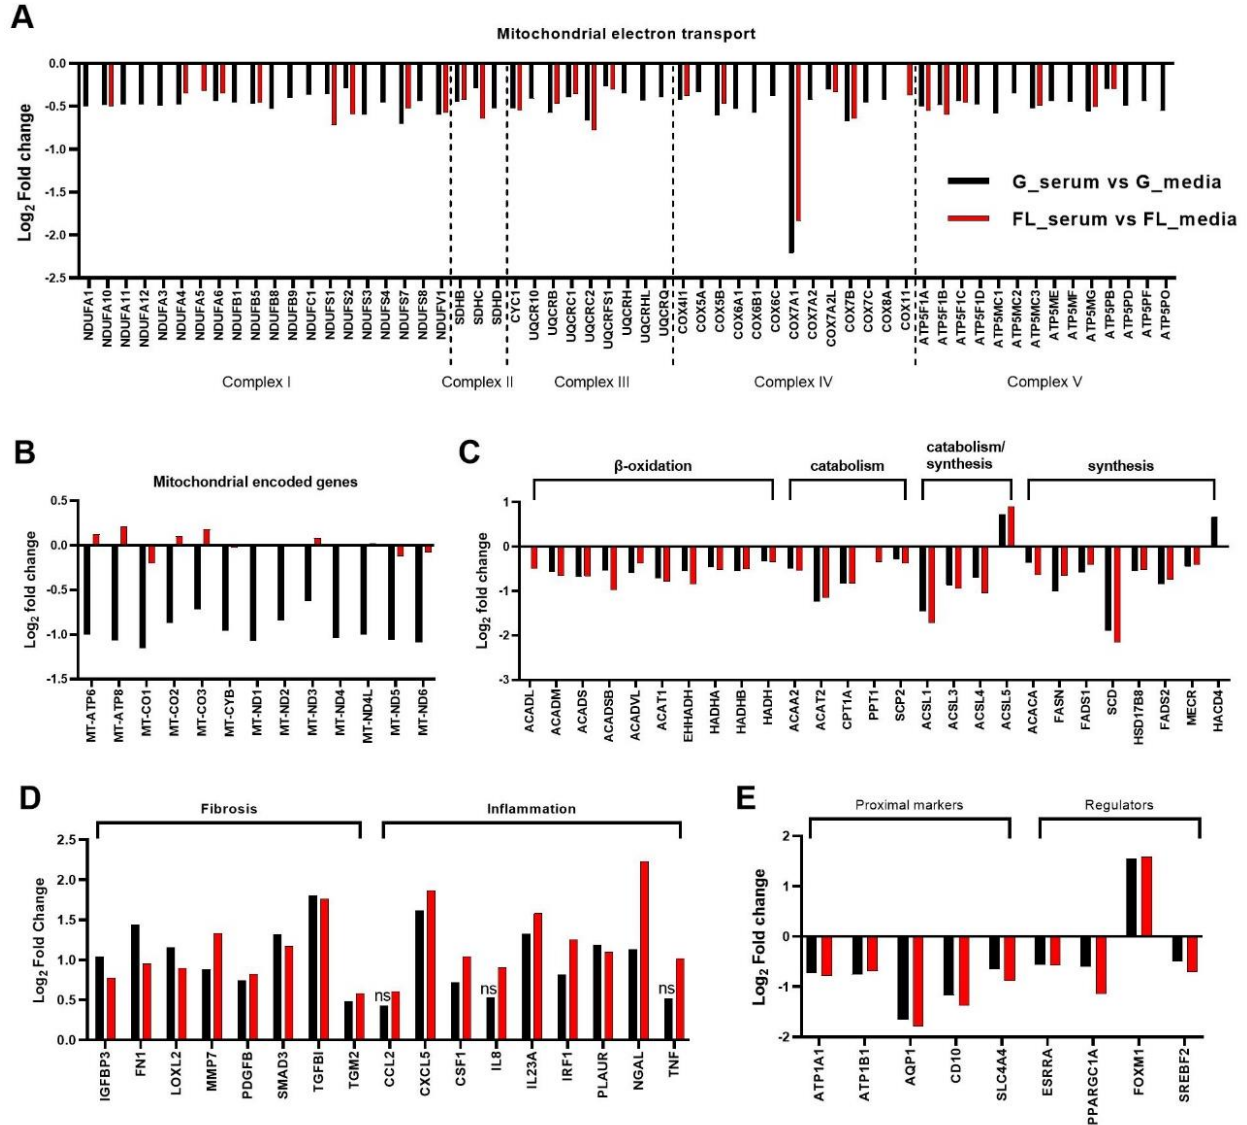 A
Mitochondrial electron transport
Log2 Fold change
0.0
-0.5
-1.0
-1.5
-2.0
-2.5
G_serum vs G_media
FL_serum vs FL_media
NDUFA1
NDUFA10
NDUFA11
NDUFA12
NDUFA3
NDUFA4
NDUFA5
NDUFA6
NDUFB1
NDUFB5
NDUFB8
NDUFB9
NDUFC1
NDUFS1
NDUFS2
NDUFS3
NDUFS4
NDUFS7
NDUFS8
NDUFV1
SDHB
SDHC
SDHD
CYC1
UQCR10
UQCRB
UQCRC1
UQCRC2
UQCRFS1
UQCRH
UQCRHL
UQCRQ
COX4I1
COX5A
COX5B
COX6A1
COX6B1
COX6C
COX7A1
COX7A2
COX7A2L
COX7B
COX7C
COX8A
COX11
ATP5F1A
ATP5F1B
ATP5F1C
ATP5F1D
ATP5MC1
ATP5MC2
ATP5MC3
ATP5ME
ATP5MF
ATP5MG
ATP5PB
ATP5PD
ATP5PF
ATP5PO
Complex I
Complex II
Complex III
Complex IV
Complex V
B
Mitochondrial encoded genes
Log2 fold change
0.5
0.0
-0.5
-1.0
-1.5
MT-ATP6
MT-ATP8
MT-CO1
MT-CO2
MT-CO3
MT-CYB
MT-ND1
MT-ND2
MT-ND3
MT-ND4
MT-ND4L
MT-ND5
MT-ND6
C
β-oxidation
catabolism
catabolism/
synthesis
synthesis
Log2 fold change
1
0
-1
-2
-3
ACADL
ACADM
ACADS
ACADSB
ACADVL
ACAT1
EHHADH
HADHA
HADHB
HADH
ACAA2
ACAT2
CPT1A
PPT1
SCP2
ACSL1
ACSL3
ACSL4
ACSL5
ACACA
FASN
FADS1
SCD
HSD17B8
FADS2
MECR
HACD4
D
Fibrosis
Inflammation
Log2 Fold Change
2.5
2.0
1.5
1.0
0.5
0.0
ns
ns
ns
IGFBP3
FN1
LOXL2
MMP7
PDGFB
SMAD3
TGFBI
TGM2
CCL2
CXCL5
CSF1
IL8
IL23A
IRF1
PLAUR
NGAL
TNF
E
Proximal markers
Regulators
Log2 Fold change
2
1
0
-1
-2
ATP1A1
ATP1B1
AQP1
CD10
SLC4A4
ESRRA
PPARGC1A
FOXM1
SREBF2